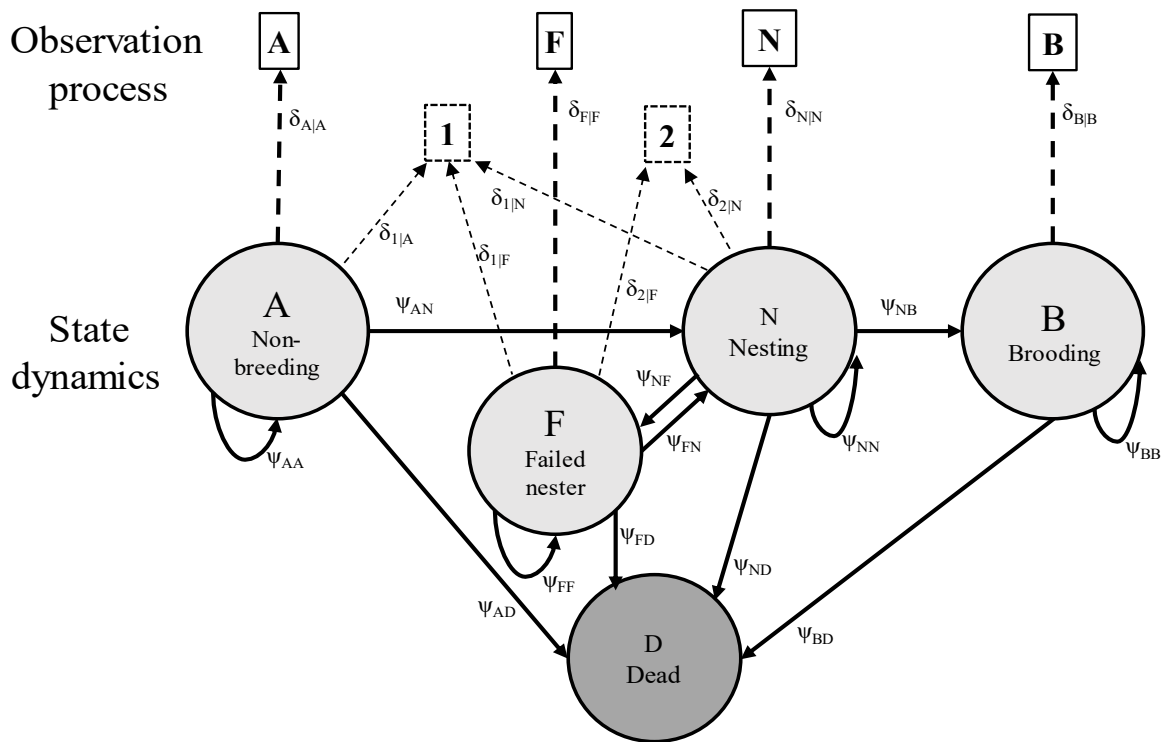 Observation
process
A
F
N
B
1
2
δA|A
δF|F
δN|N
δB|B
δ1|A
δ1|F
δ1|N
δ2|F
δ2|N
State
dynamics
A
Non-
breeding
F
Failed
nester
N
Nesting
B
Brooding
D
Dead
ψAN
ψNB
ψNF
ψFN
ψAA
ψNN
ψBB
ψFF
ψFD
ψAD
ψND
ψBD